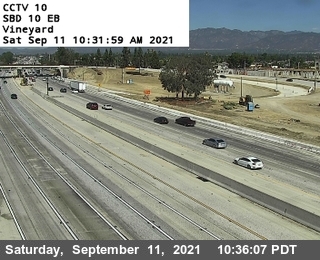 CCTV 10
SBD 10 EB
Vineyard
Sat Sep 11 10:31:59 AM 2021
Saturday, September 11, 2021 10:36:07 PDT